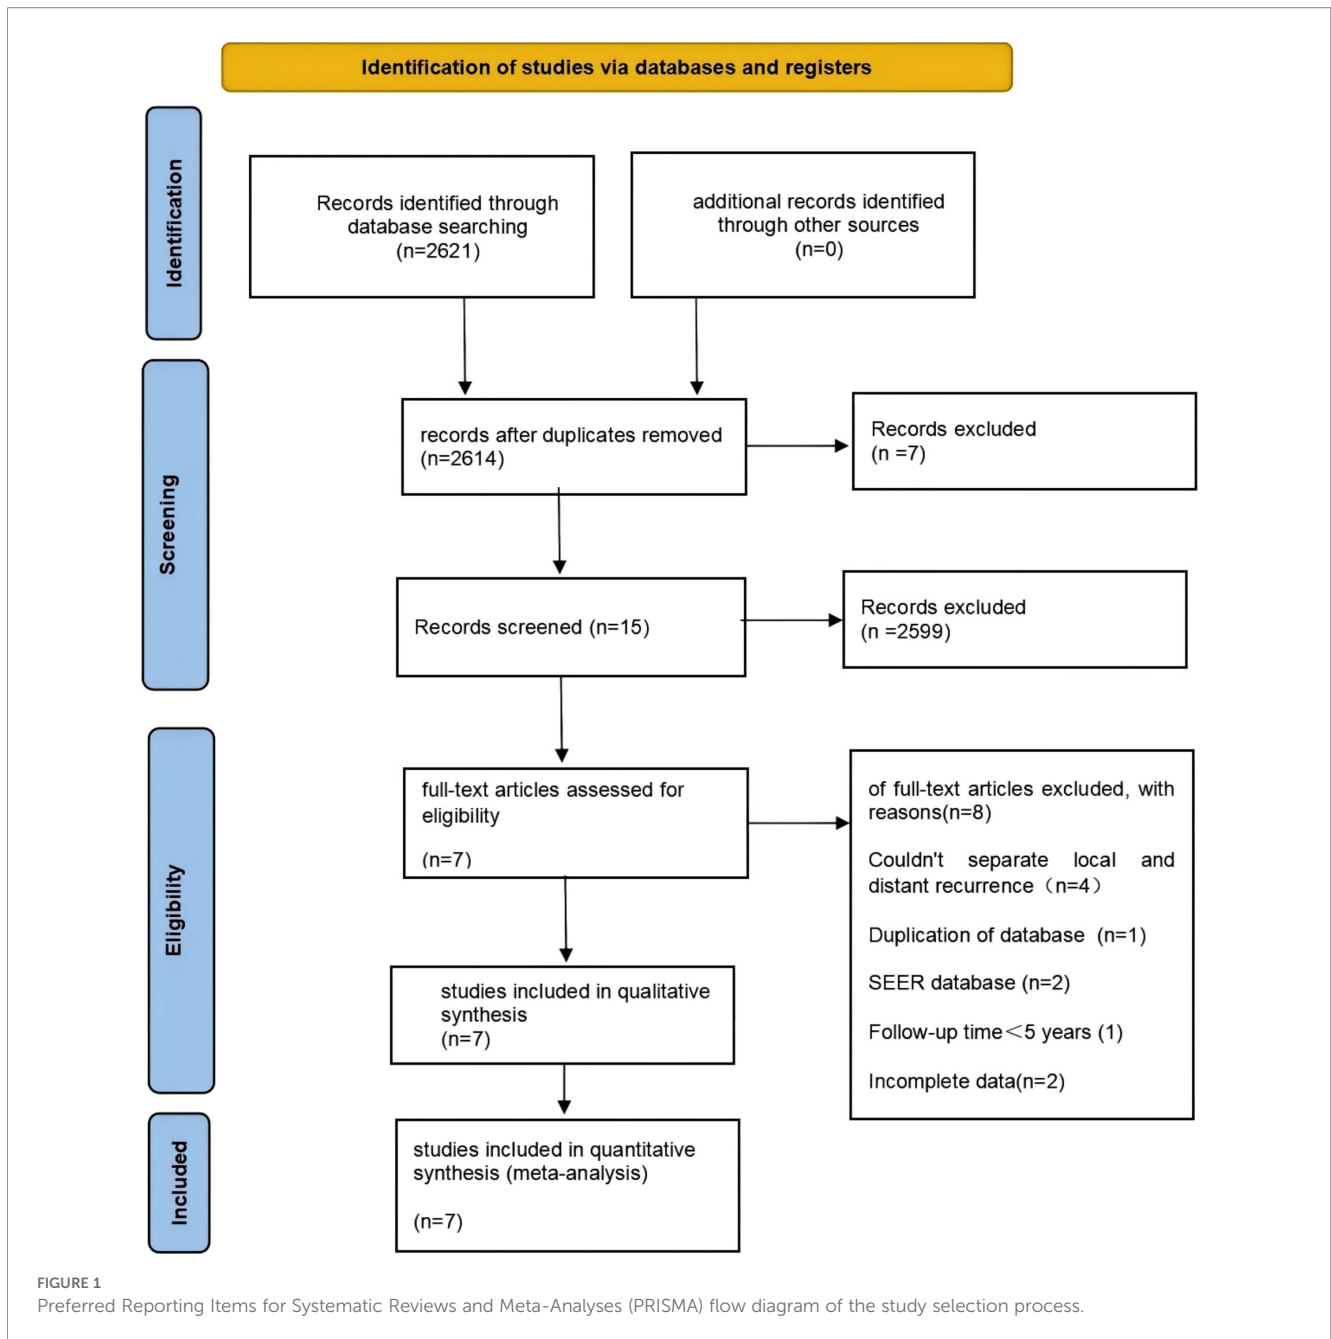 Identification of studies via databases and registers
Identification
Records identified through
database searching
(n=2621)
additional records identified
through other sources
(n=0)
Screening
records after duplicates removed
(n=2614)
Records excluded
(n =7)
Records screened (n=15)
Records excluded
(n =2599)
Eligibility
full-text articles assessed for
eligibility
(n=7)
of full-text articles excluded, with
reasons(n=8)
Couldn't separate local and
distant recurrence（n=4）
Duplication of database (n=1)
SEER database (n=2)
Follow-up time＜5 years (1)
Incomplete data(n=2)
studies included in qualitative
synthesis
(n=7)
Included
studies included in quantitative
synthesis (meta-analysis)
(n=7)
FIGURE 1
Preferred Reporting Items for Systematic Reviews and Meta-Analyses (PRISMA) flow diagram of the study selection process.